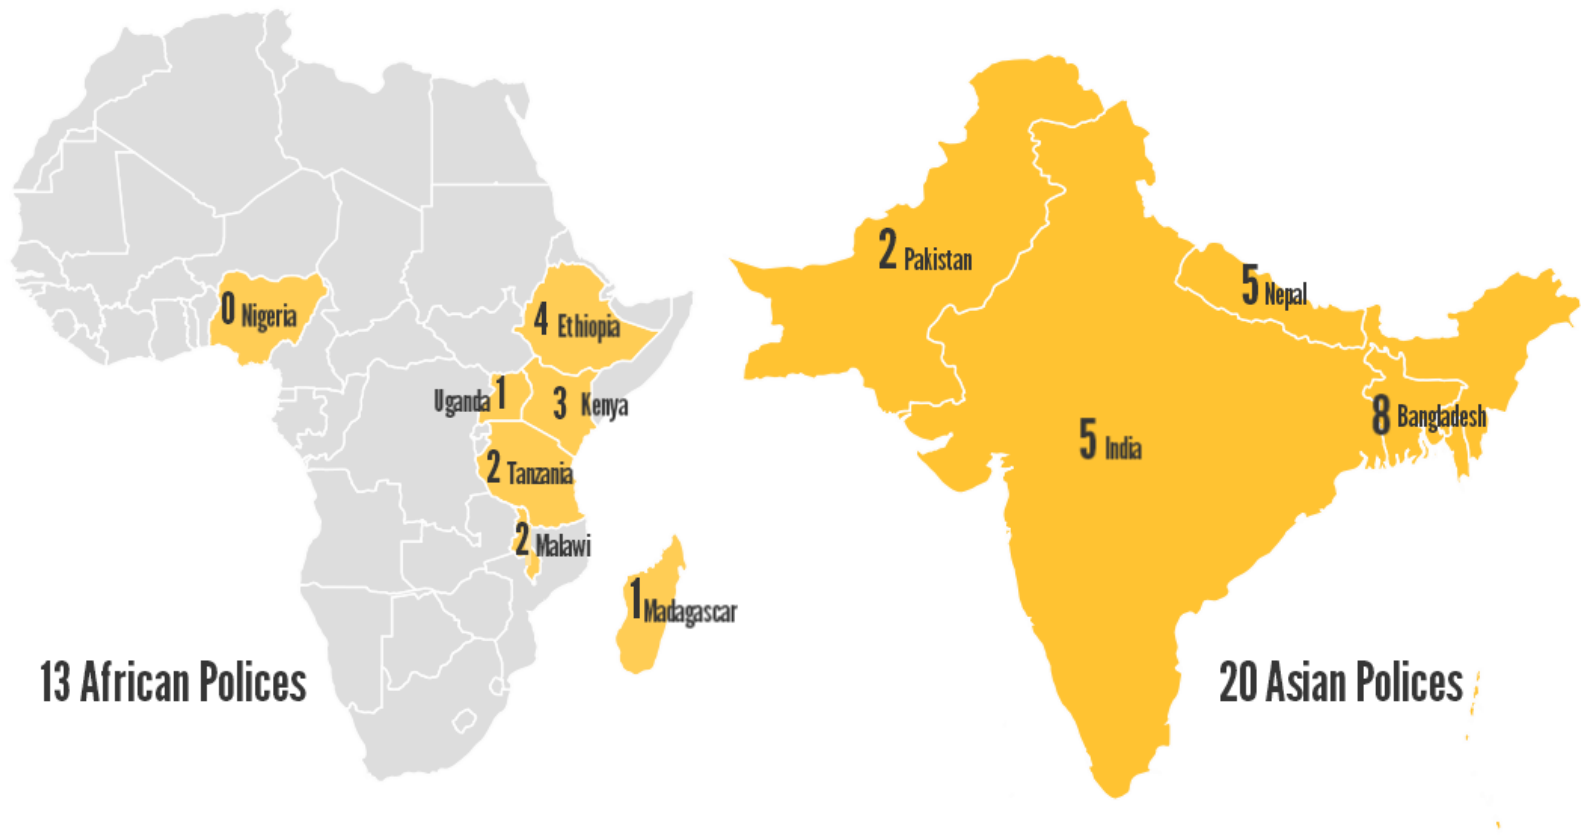 0 Nigeria
4 Ethiopia
Uganda 1
3 Kenya
2 Tanzania
2 Malawi
1 Madagascar
13 African Polices
2 Pakistan
5 Nepal
8 Bangladesh
5 India
20 Asian Polices